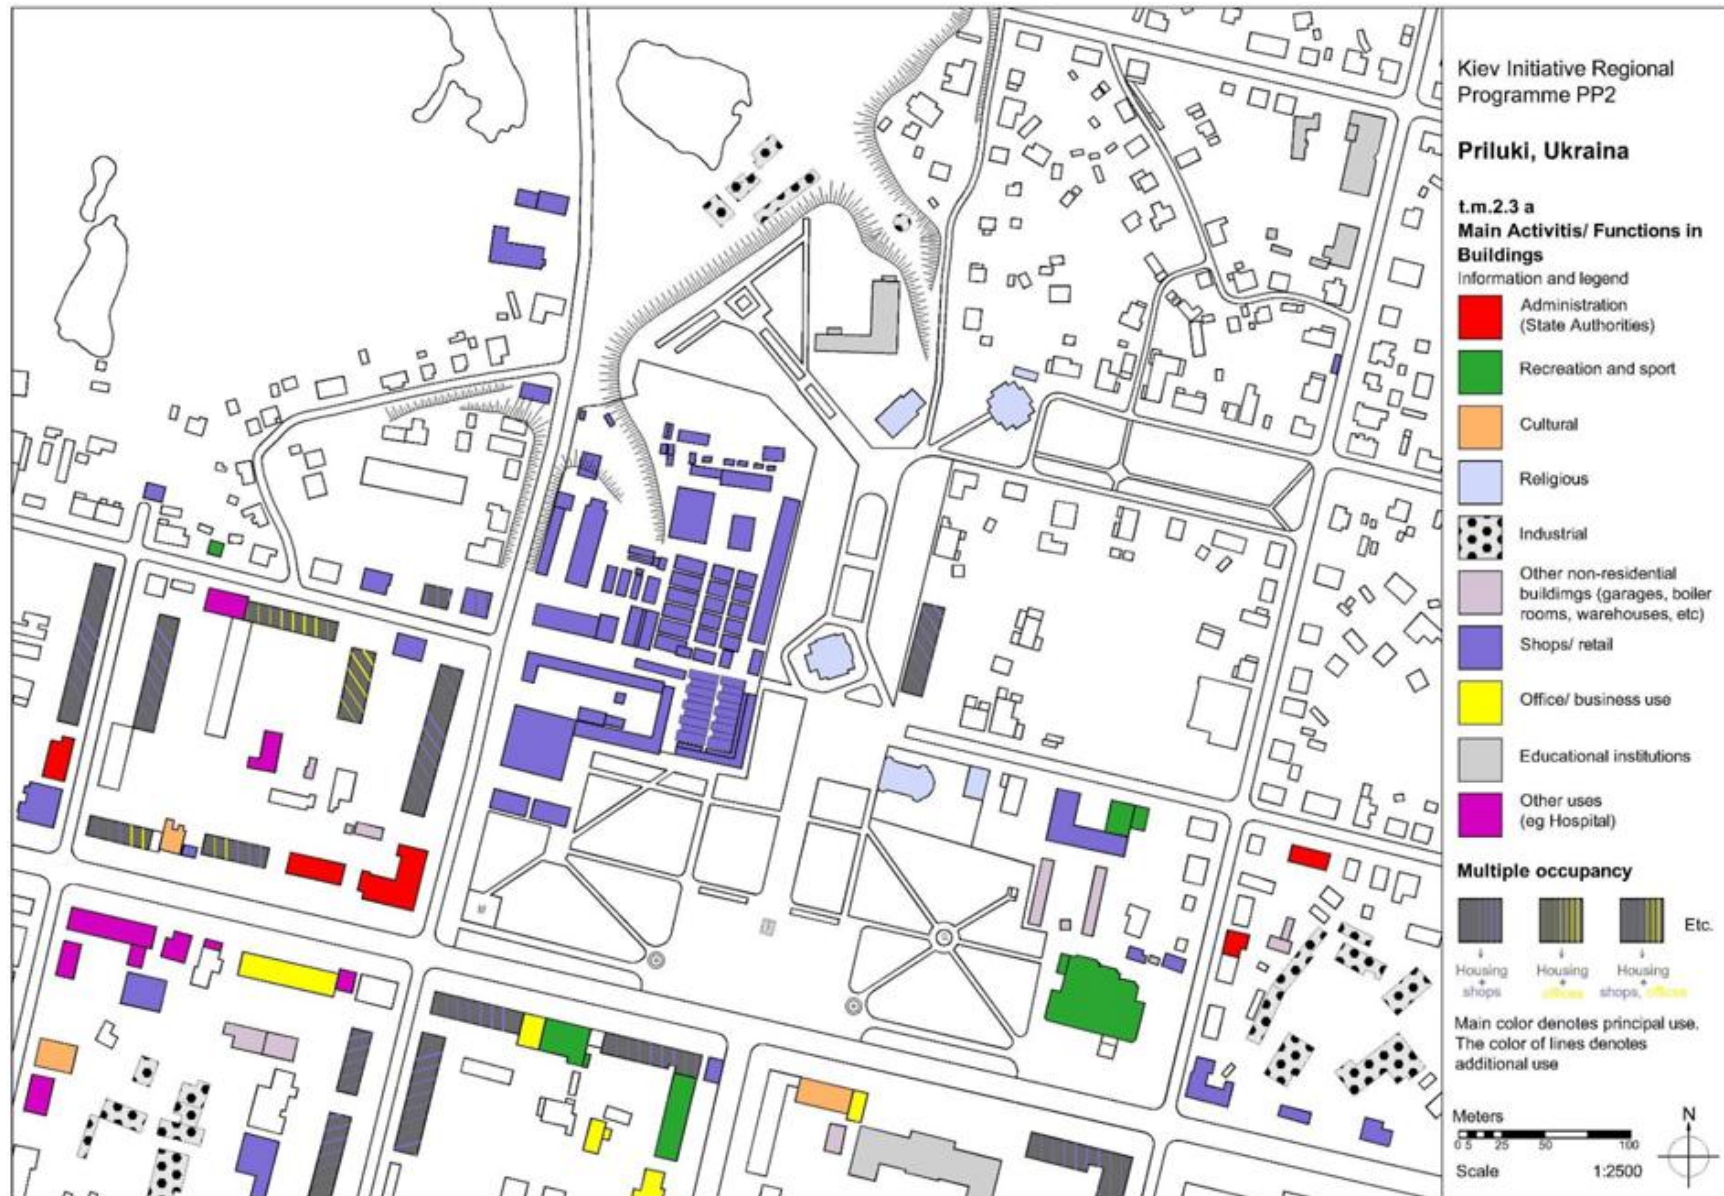 Kiev Initiative Regional
Programme PP2
Priluki, Ukraina
t.m.2.3 a
Main Activitis/ Functions in
Buildings
Information and legend
Administration
(State Authorities)
Recreation and sport
Cultural
Religious
Industrial
Other non-residential
buildimgs (garages, boiler
rooms, warehouses, etc)
Shops/ retail
Office/ business use
Educational institutions
Other uses
(eg Hospital)
Multiple occupancy
Etc.
Housing
+
shops
Housing
+
offices
Housing
+
shops, offices
Main color denotes principal use.
The color of lines denotes
additional use
Meters
0 5 25 50 100
N
Scale 1:2500